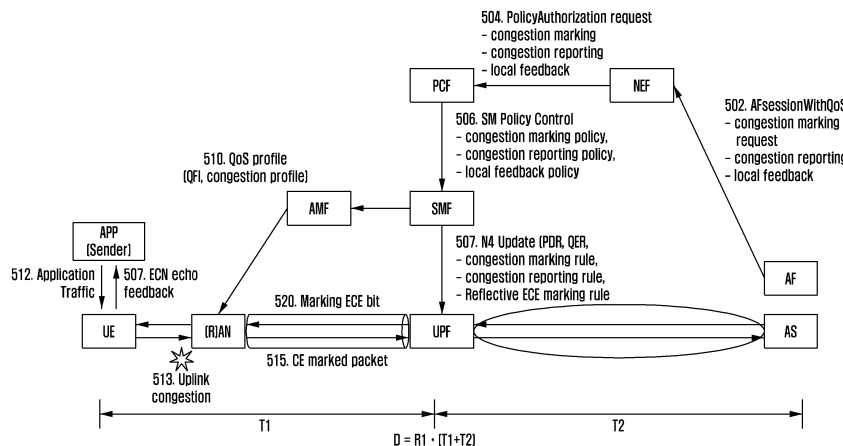 504. PolicyAuthorization request
- congestion marking
- congestion reporting
- local feedback
PCF
NEF
502. AFsessionWithQoS
- congestion marking
request
- congestion reporting
- local feedback
506. SM Policy Control
- congestion marking policy,
- congestion reporting policy,
- local feedback policy
510. QoS profile
(QFI, congestion profile)
AMF
SMF
APP
(Sender)
507. N4 Update (PDR, QER,
- congestion marking rule,
- congestion reporting rule,
- Reflective ECE marking rule
512. Application
Traffic
507. ECN echo
feedback
AF
520. Marking ECE bit
UE
(R)AN
UPF
AS
515. CE marked packet
513. Uplink
congestion
T1
T2
D = R1 • (T1+T2)